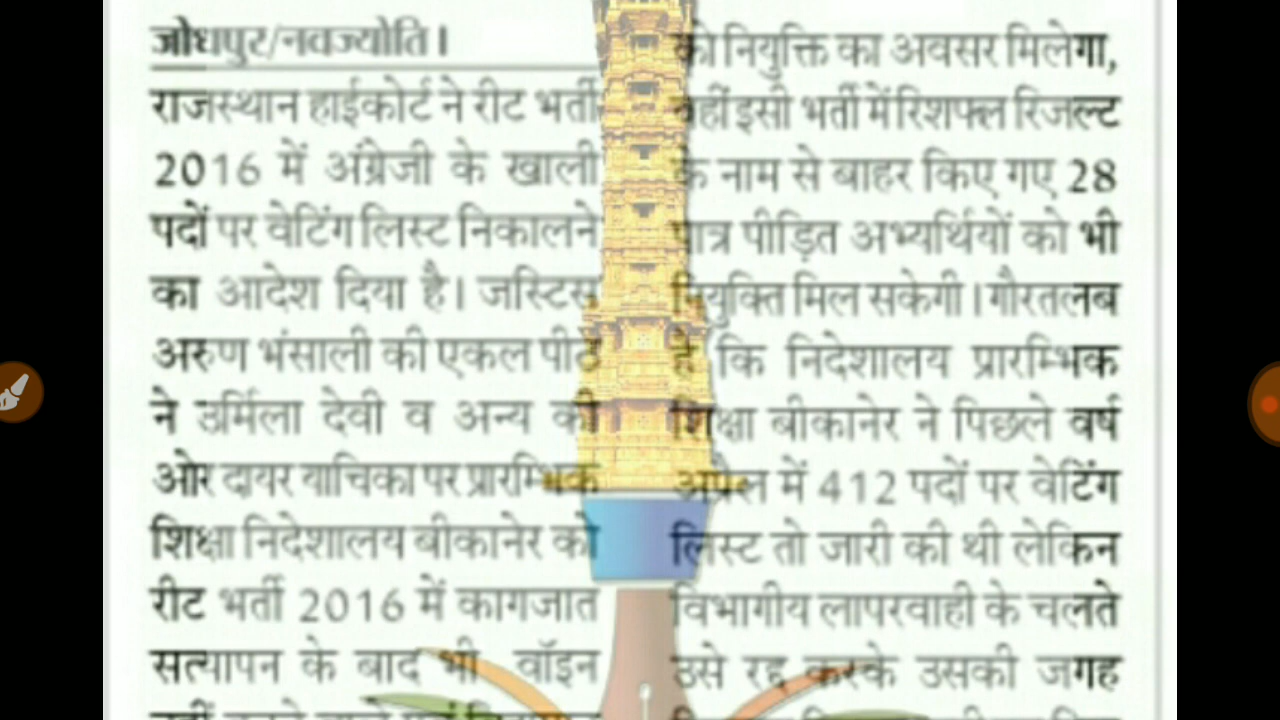 जोधपुर/नवज्योति।
राजस्थान हाईकोर्ट ने रीट भर्ती
2016 में अंग्रेजी के खाली
पदों पर वेटिंग लिस्ट निकालने
का आदेश दिया है। जस्टिस
अरुण भंसाली की एकल पीठ
ने उर्मिला देवी व अन्य की
ओर दायर याचिका पर प्रारम्भिक
शिक्षा निदेशालय बीकानेर को
रीट भर्ती 2016 में कागजात
सत्यापन के बाद भी वॉइन
को नियुक्ति का अवसर मिलेगा,
वहीं इसी भर्ती में रिशफ्ल रिजल्ट
के नाम से बाहर किए गए 28
पात्र पीड़ित अभ्यर्थियों को भी
नियुक्ति मिल सकेगी। गौरतलब
है कि निदेशालय प्रारम्भिक
शिक्षा बीकानेर ने पिछले वर्ष
अप्रैल में 412 पदों पर वेटिंग
लिस्ट तो जारी की थी लेकिन
विभागीय लापरवाही के चलते
उसे रद्द करके उसकी जगह